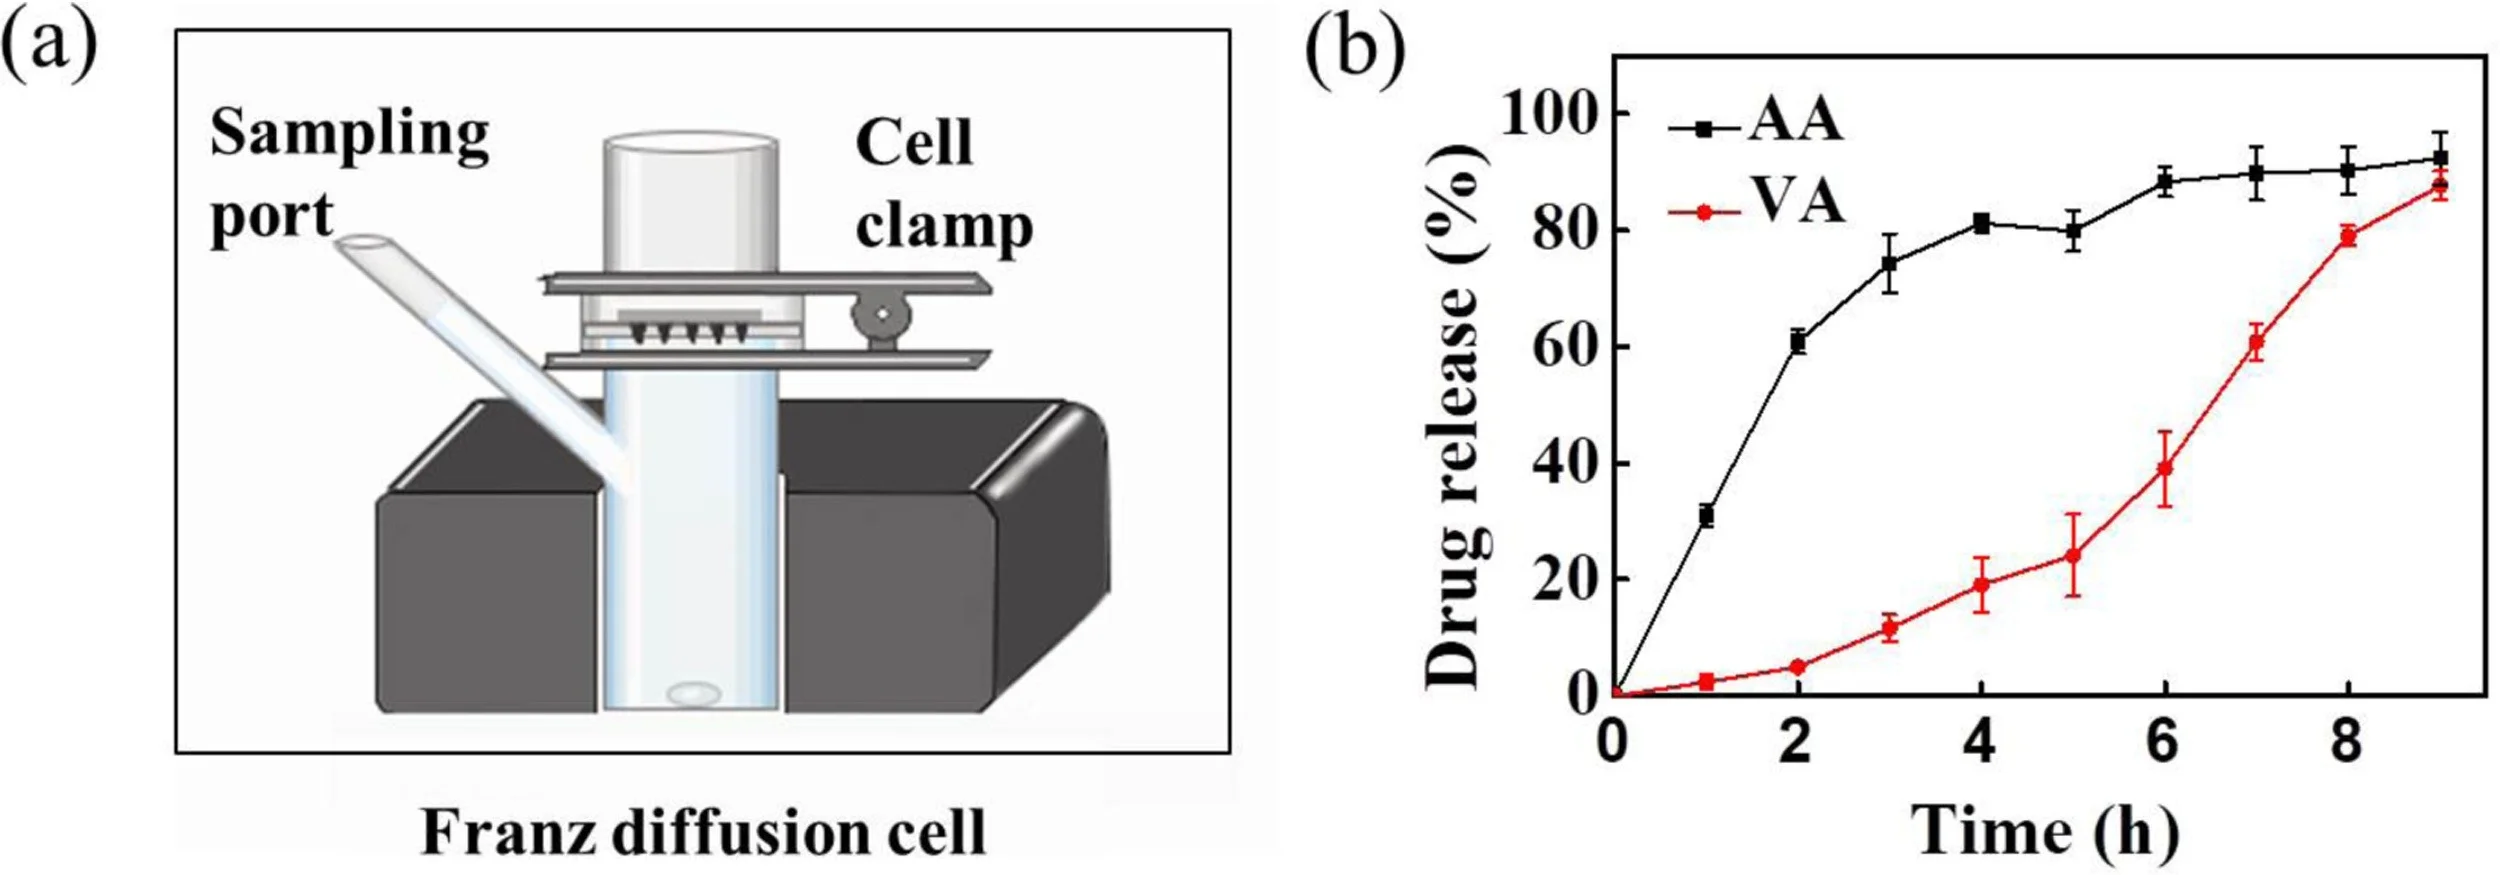 (a)
Sampling
port
Cell
clamp
Franz diffusion cell
(b)
Drug release (%)
100
80
60
40
20
0
AA
VA
0 2 4 6 8
Time (h)